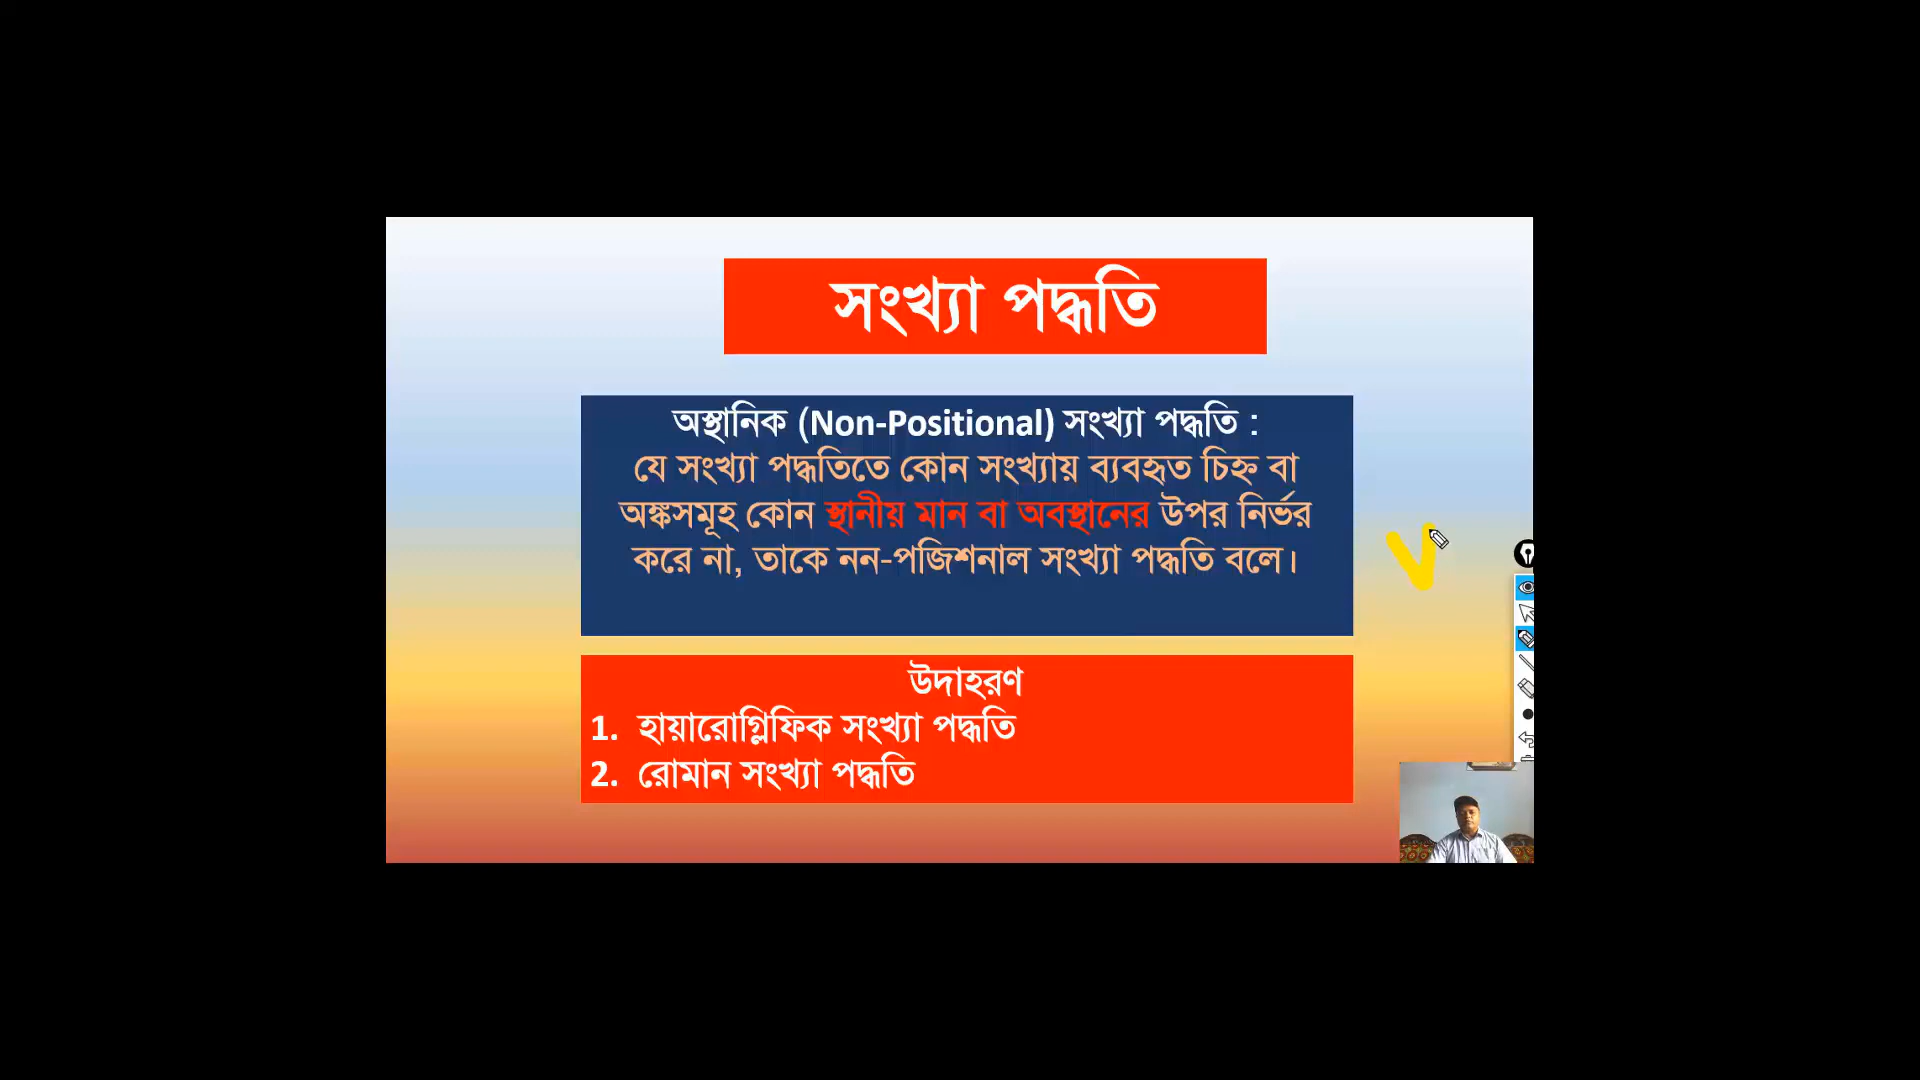 সংখ্যা পদ্ধতি
অস্থানিক (Non-Positional) সংখ্যা পদ্ধতি :
যে সংখ্যা পদ্ধতিতে কোন সংখ্যায় ব্যবহৃত চিহ্ন বা
অঙ্কসমূহ কোন স্থানীয় মান বা অবস্থানের উপর নির্ভর
করে না, তাকে নন-পজিশনাল সংখ্যা পদ্ধতি বলে।
V
উদাহরণ
1. হায়ারোগ্লিফিক সংখ্যা পদ্ধতি
2. রোমান সংখ্যা পদ্ধতি